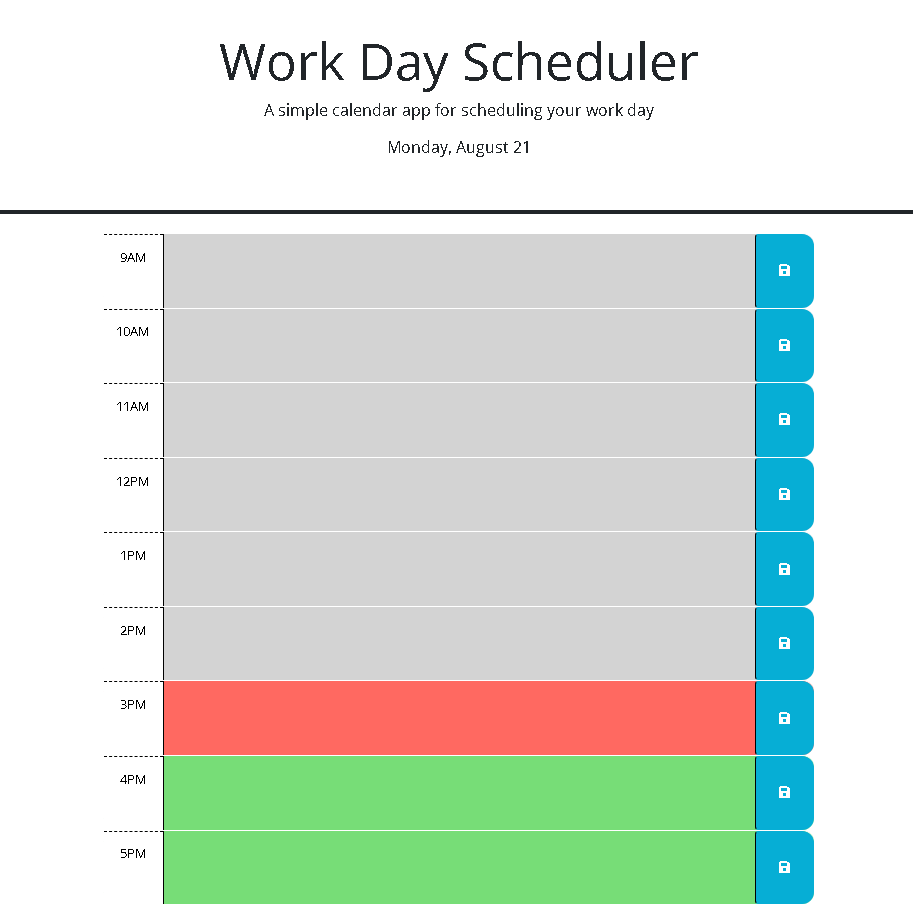 Work Day Scheduler
A simple calendar app for scheduling your work day
Monday, August 21
9AM
10AM
11AM
12PM
1PM
2PM
3PM
4PM
5PM